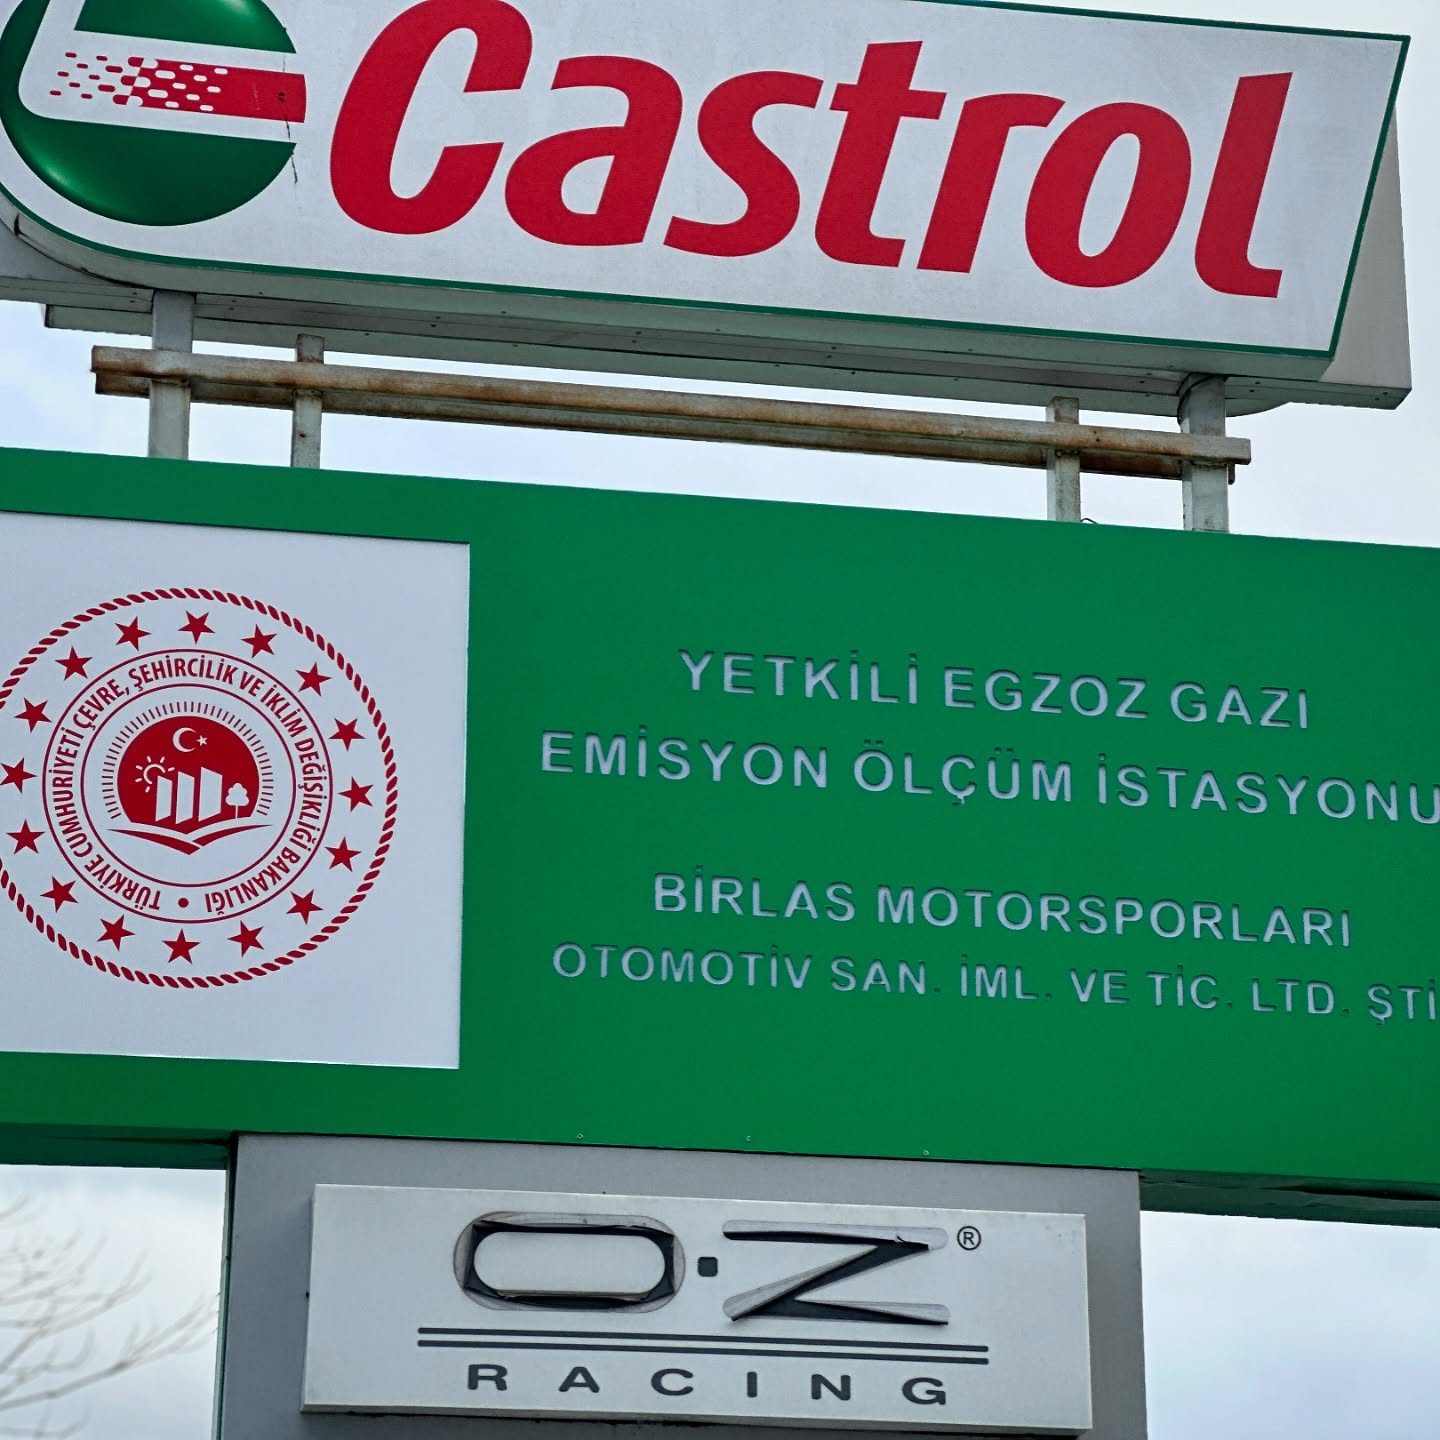 Castrol
TÜRKİYE CUMHURİYETİ ÇEVRE, ŞEHİRCİLİK VE İKLİM DEĞİŞİKLİĞİ BAKANLIĞI
YETKİLİ EGZOZ GAZI
EMİSYON ÖLÇÜM İSTASYONU
BİRLAS MOTORSPORLARI
OTOMOTİV SAN. İML. VE TİC. LTD. ŞTİ
O·Z®
RACING